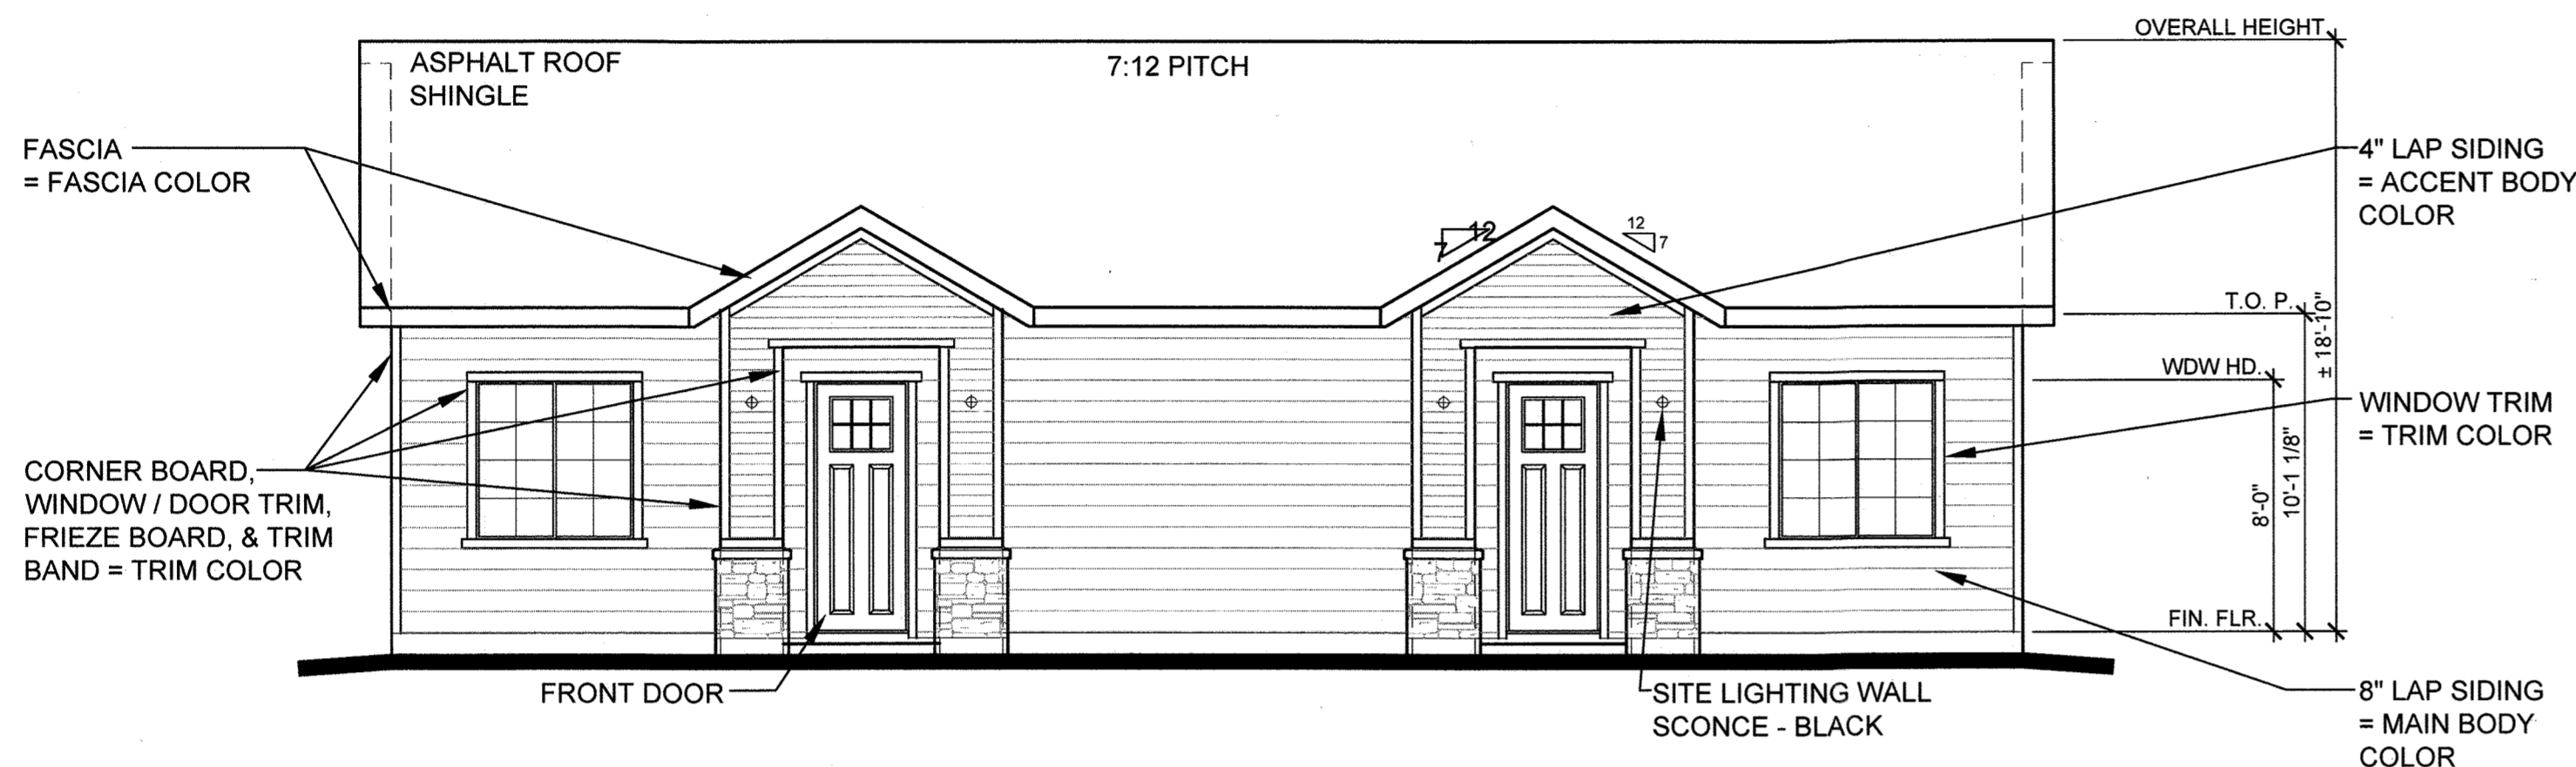 OVERALL HEIGHT
ASPHALT ROOF
SHINGLE
7:12 PITCH
FASCIA
= FASCIA COLOR
4" LAP SIDING
= ACCENT BODY
COLOR
12
7
12
7
T.O. P.
± 18'-10"
WDW HD.
10'-1 1/8"
8'-0"
WINDOW TRIM
= TRIM COLOR
CORNER BOARD,
WINDOW / DOOR TRIM,
FRIEZE BOARD, & TRIM
BAND = TRIM COLOR
FIN. FLR.
FRONT DOOR
SITE LIGHTING WALL
SCONCE - BLACK
8" LAP SIDING
= MAIN BODY
COLOR